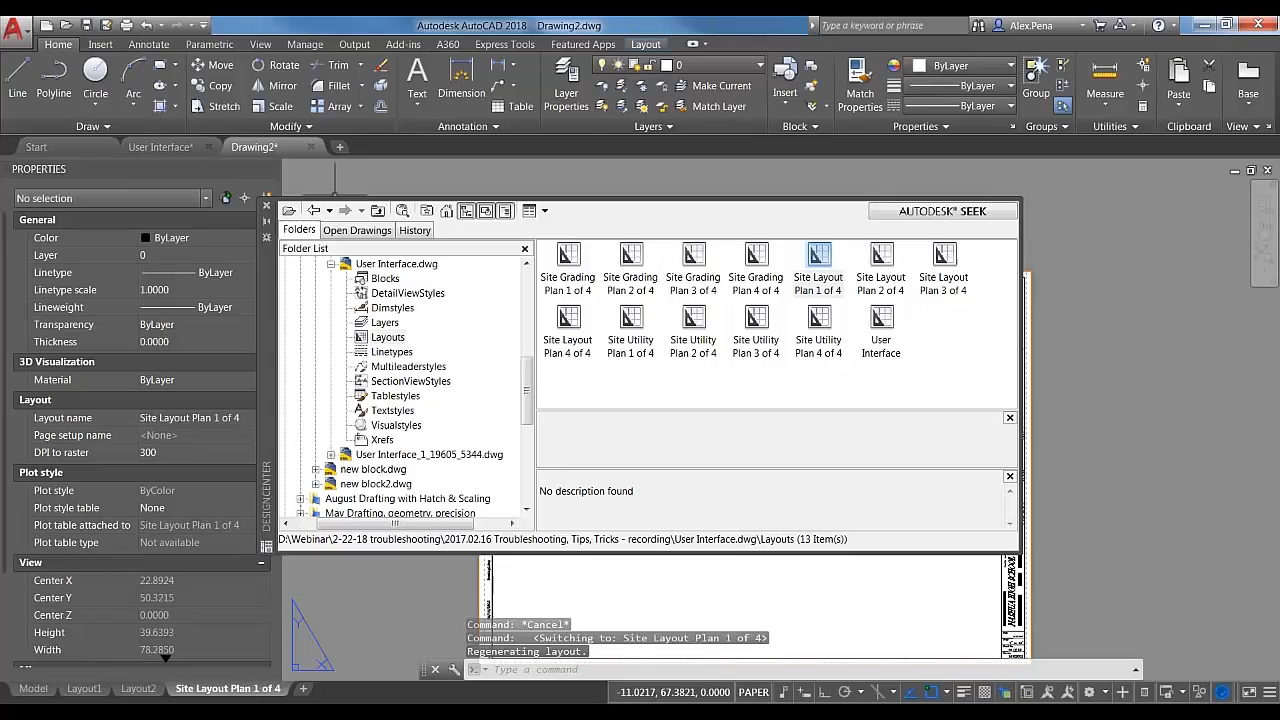 Autodesk AutoCAD 2018 Drawing2.dwg
Type a keyword or phrase
Alex.Pena
Home Insert Annotate Parametric View Manage Output Add-ins A360 Express Tools Featured Apps Layout
Line Polyline Circle Arc
Move Rotate Trim
Copy Mirror Fillet
Stretch Scale Array
Text Dimension Table
Layer Properties
0
Make Current
Match Layer
Insert
Match Properties
ByLayer
ByLayer
ByLayer
Group
Measure
Paste
Base
Draw Modify Annotation Layers Block Properties Groups Utilities Clipboard View
Start User Interface* Drawing2*
PROPERTIES
No selection
General
Color ByLayer
Layer 0
Linetype ByLayer
Linetype scale 1.0000
Lineweight ByLayer
Transparency ByLayer
Thickness 0.0000
3D Visualization
Material ByLayer
Layout
Layout name Site Layout Plan 1 of 4
Page setup name <None>
DPI to raster 300
Plot style
Plot style ByColor
Plot style table None
Plot table attached to Site Layout Plan 1 of 4
Plot table type Not available
View
Center X 22.8924
Center Y 50.3215
Center Z 0.0000
Height 39.6393
Width 78.2850
DESIGNCENTER
AUTODESK® SEEK
Folders Open Drawings History
Folder List
User Interface.dwg
Blocks
DetailViewStyles
Dimstyles
Layers
Layouts
Linetypes
Multileaderstyles
SectionViewStyles
Tablestyles
Textstyles
Visualstyles
Xrefs
User Interface_1_19605_5344.dwg
new block.dwg
new block2.dwg
August Drafting with Hatch & Scaling
May Drafting, geometry, precision
Site Grading Plan 1 of 4
Site Grading Plan 2 of 4
Site Grading Plan 3 of 4
Site Grading Plan 4 of 4
Site Layout Plan 1 of 4
Site Layout Plan 2 of 4
Site Layout Plan 3 of 4
Site Layout Plan 4 of 4
Site Utility Plan 1 of 4
Site Utility Plan 2 of 4
Site Utility Plan 3 of 4
Site Utility Plan 4 of 4
User Interface
No description found
D:\Webinar\2-22-18 troubleshooting\2017.02.16 Troubleshooting, Tips, Tricks - recording\User Interface.dwg\Layouts (13 Item(s))
Y
X
Command: *Cancel*
Command: <Switching to: Site Layout Plan 1 of 4>
Regenerating layout.
Type a command
Model Layout1 Layout2 Site Layout Plan 1 of 4
-11.0217, 67.3821, 0.0000 PAPER